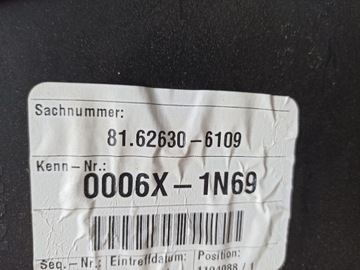 Sachnummer:
81.62630-6109
Kenn-Nr.:
0006X-1N69
Seq.-Nr.: Eintreffdatum: Position: